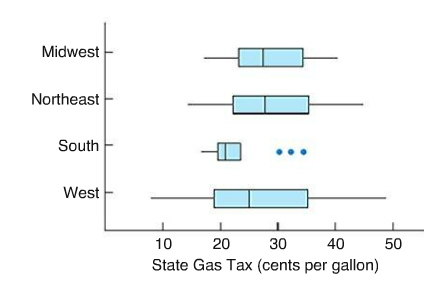 Midwest
Northeast
South
West
10 20 30 40 50
State Gas Tax (cents per gallon)